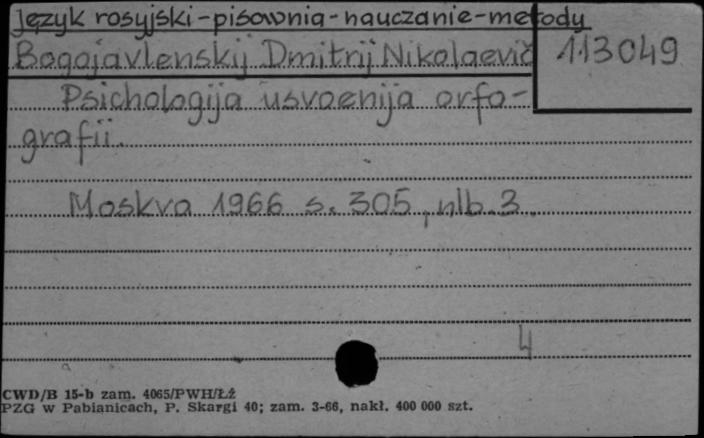 Język rosyjski-pisownia-nauczanie-metody
Bogojavlenskij Dmitrij Nikolaevič
113049
Psichologija usvoenija orfo-
grafii.
Moskva 1966 s. 305, nlb. 3.
4
CWD/B 15-b zam. 4065/PWH/Łź
PZG w Pabianicach, P. Skargi 40; zam. 3-66, nakł. 400 000 szt.